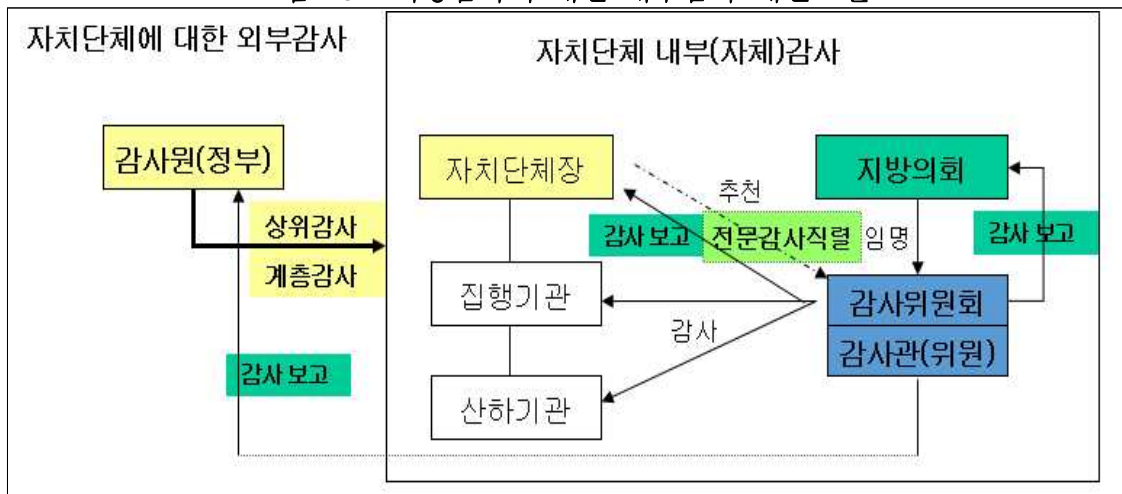 자치단체에 대한 외부감사
자치단체 내부(자체)감사
감사원(정부)
자치단체장
지방의회
추천
상위감사
감사 보고
전문감사직렬
임명
감사 보고
계층감사
집행기관
감사위원회
감사
감사관(위원)
감사 보고
산하기관